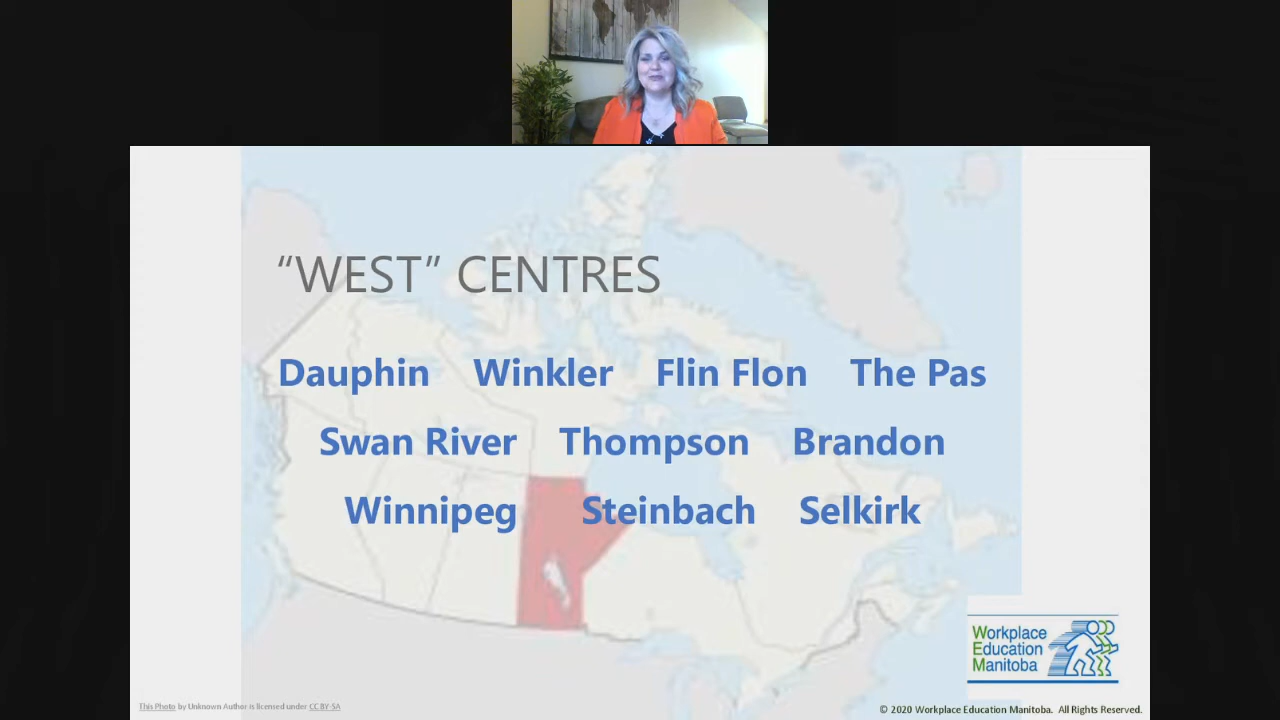 “WEST” CENTRES
Dauphin Winkler Flin Flon The Pas
Swan River Thompson Brandon
Winnipeg Steinbach Selkirk
Workplace
Education
Manitoba
This Photo by Unknown Author is licensed under CC BY-SA
© 2020 Workplace Education Manitoba. All Rights Reserved.